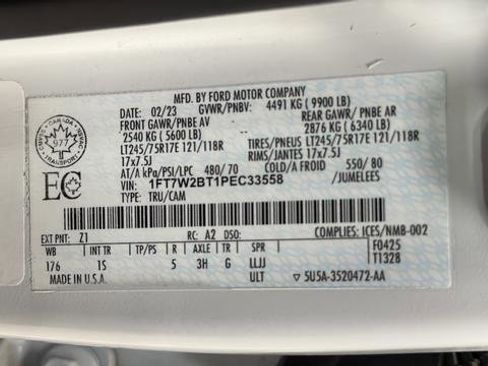 MFD. BY FORD MOTOR COMPANY
02/23 GVWR/PNBV: 4491 KG ( 9900 LB)
FRONT GAWR/PNBE AV REAR GAWR/ PNBE AR
2540 KG ( 5600 LB) 2876 KG ( 6340 LB)
LT245/75R17E 121/118R TIRES/PNEUS LT245/75R17E 121/118R
17x7.5J RIMS/JANTES 17x7.5J
AT/A kPa/PSI/LPC 480/70 COLD/A FROID 550/ 80
VIN: 1FT7W2BT1PEC33558 /JUMELEES
TYPE: TRU/CAM
CANADA
977
TRANSPORT
EC
EXT PNT: Z1 RC: A2 DSO: COMPLIES: ICES/NMB-002
WB INT TR TP/PS R AXLE TR SPR F0425
176 1S 5 3H G LLJJ T1328
MADE IN U.S.A. ULT 5U5A-3520472-AA